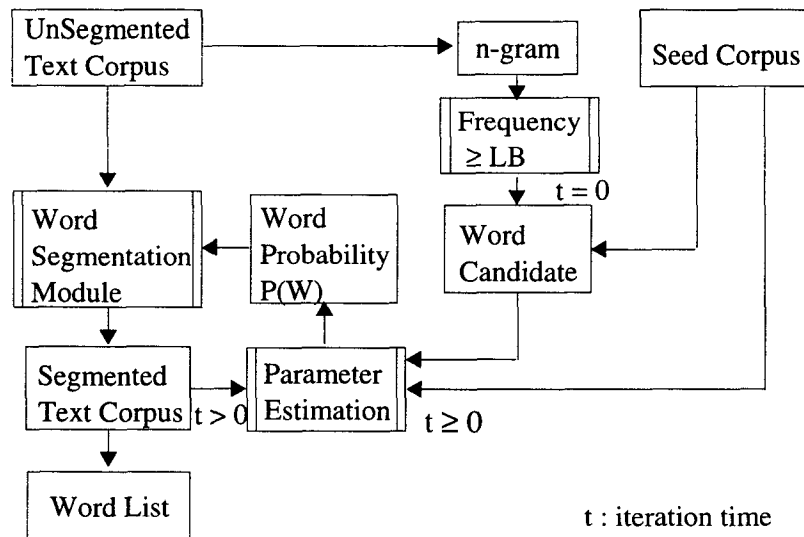 UnSegmented
Text Corpus
n-gram
Seed Corpus
Frequency
≥ LB
t = 0
Word
Segmentation
Module
Word
Probability
P(W)
Word
Candidate
Segmented
Text Corpus
t > 0
Parameter
Estimation
t ≥ 0
Word List
t : iteration time